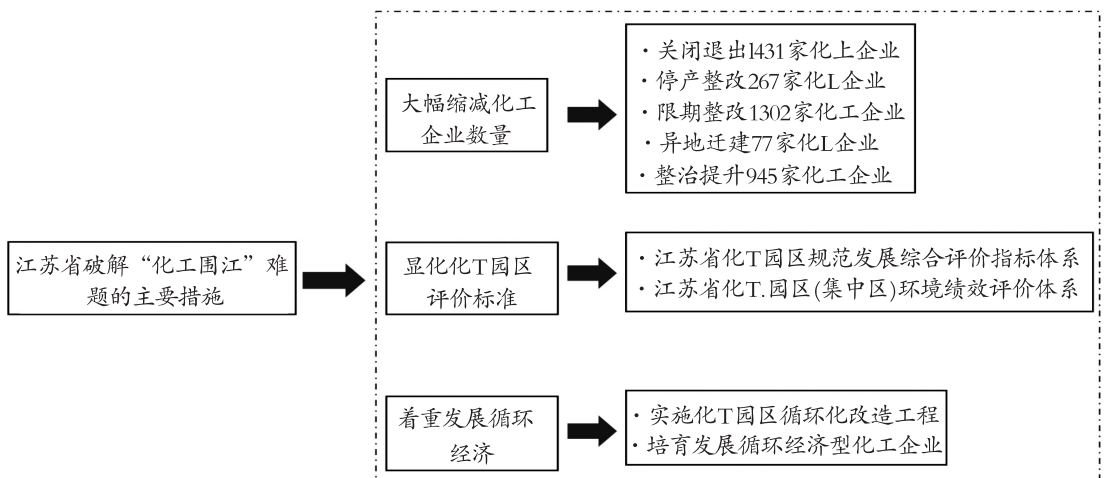 江苏省破解“化工围江”难
题的主要措施
大幅缩减化工
企业数量
·关闭退出1431家化上企业
·停产整改267家化L企业
·限期整改1302家化工企业
·异地迁建77家化L企业
·整治提升945家化工企业
显化化T园区
评价标准
·江苏省化T园区规范发展综合评价指标体系
·江苏省化T.园区(集中区)环境绩效评价体系
着重发展循环
经济
·实施化T园区循环化改造工程
·培育发展循环经济型化工企业